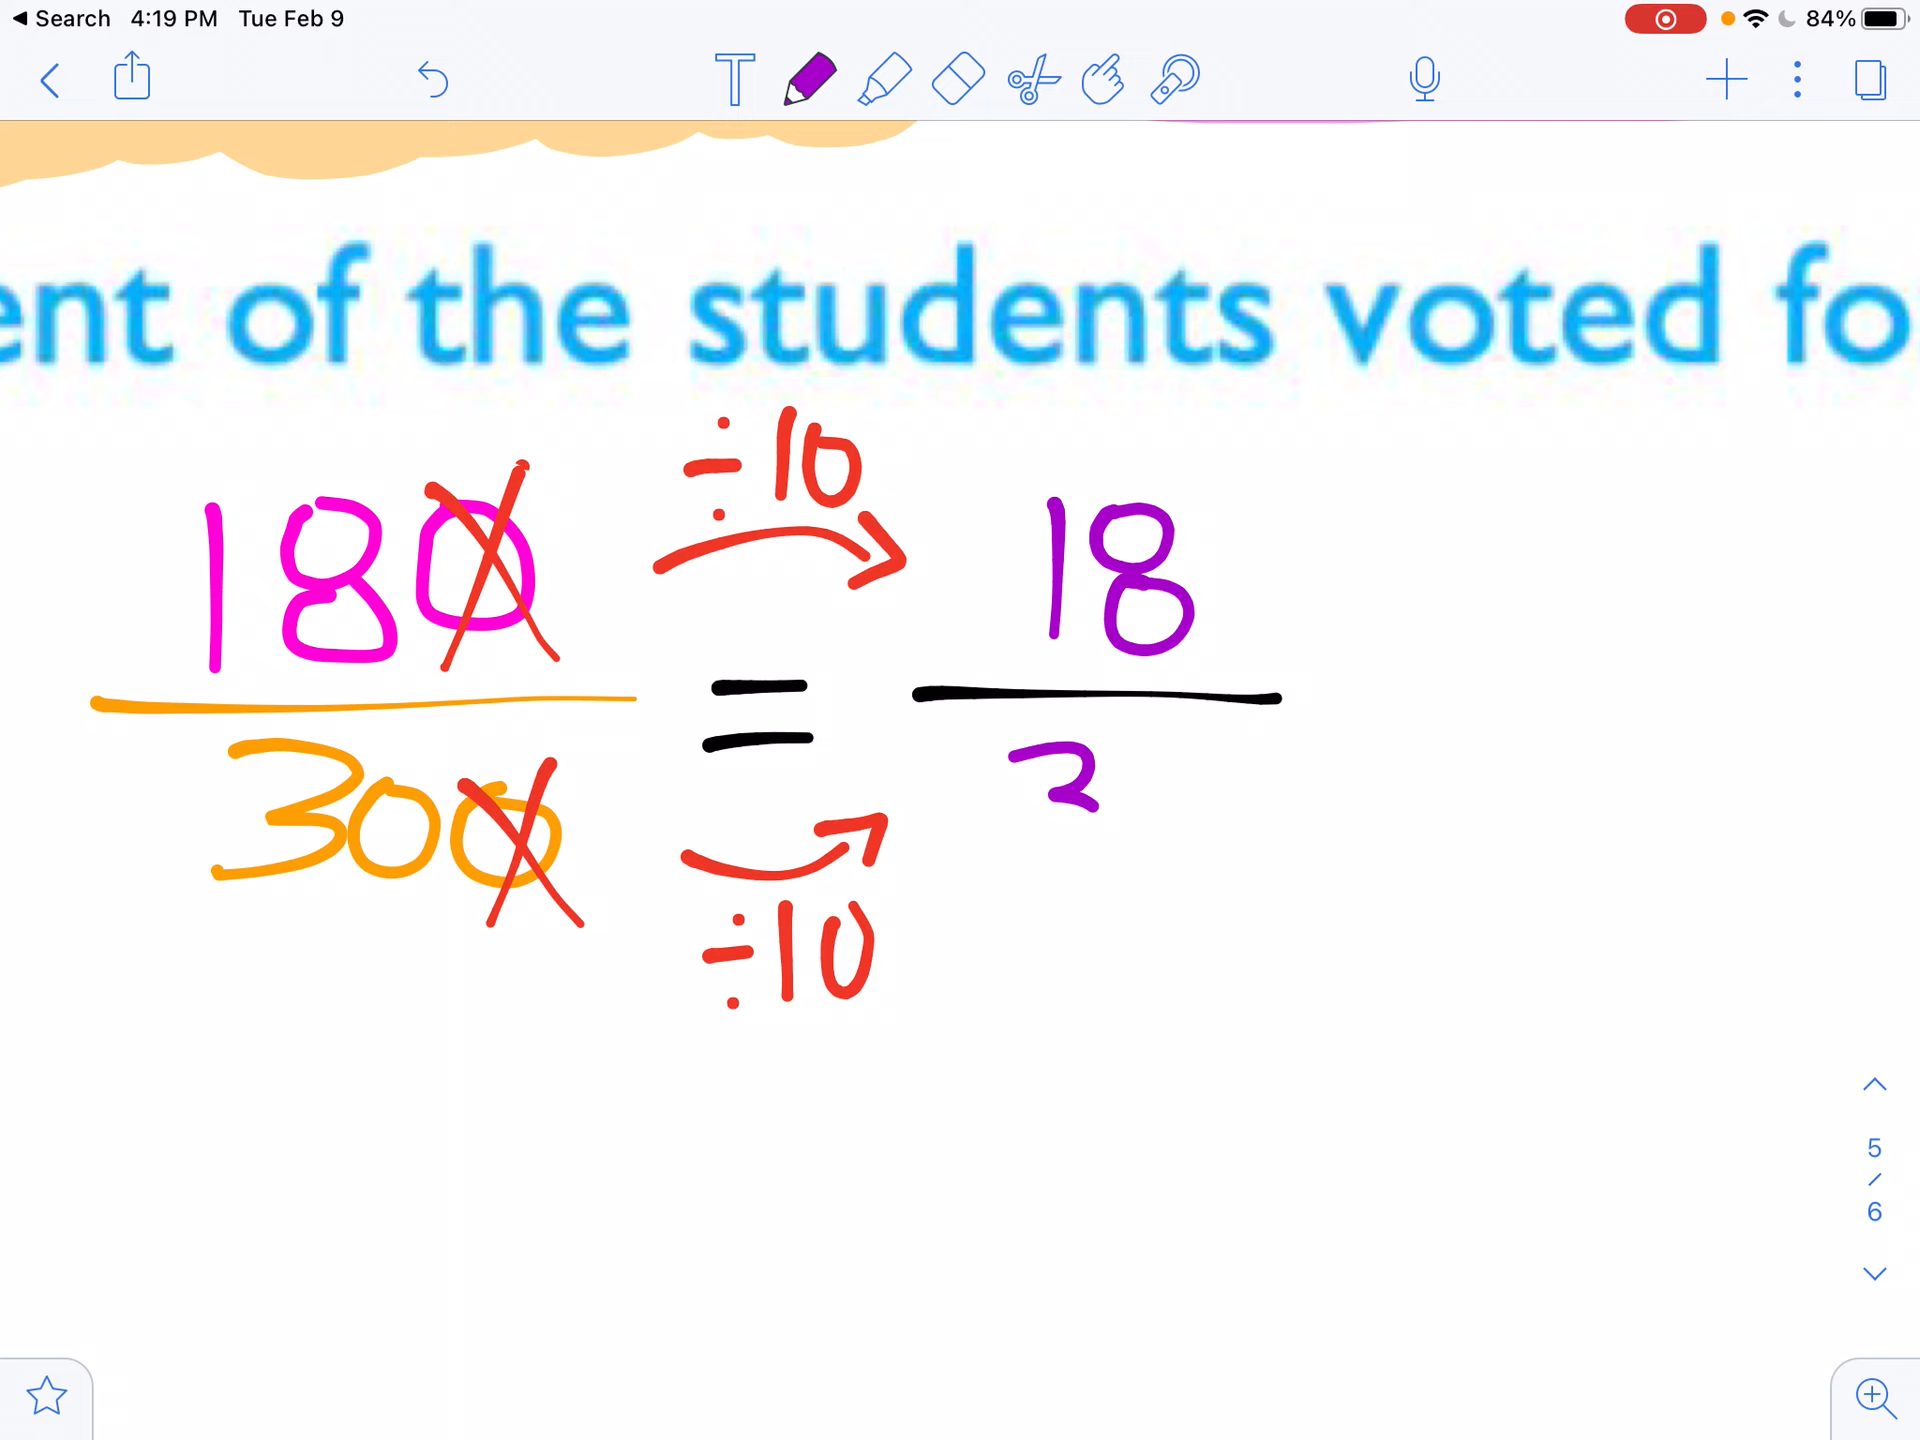 Search 4:19 PM Tue Feb 9 84%
T
ent of the students voted fo
÷10
180 18
=
300
÷10
5
/
6